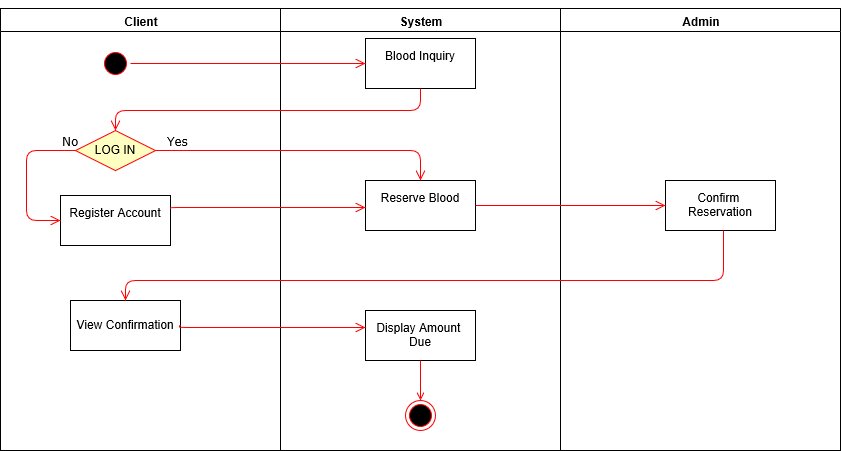 Client
System
Admin
Blood Inquiry
No
LOG IN
Yes
Register Account
Reserve Blood
Confirm
Reservation
View Confirmation
Display Amount
Due